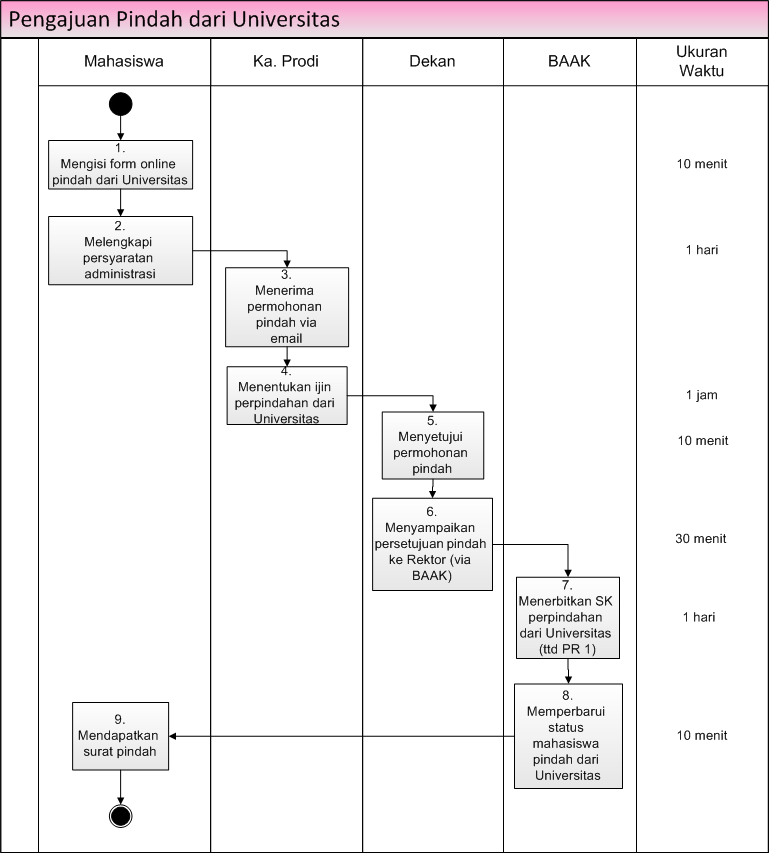 Pengajuan Pindah dari Universitas
Mahasiswa
Ka. Prodi
Dekan
BAAK
Ukuran
Waktu
1.
Mengisi form online
pindah dari Universitas
10 menit
2.
Melengkapi
persyaratan
administrasi
1 hari
3.
Menerima
permohonan
pindah via
email
4.
Menentukan ijin
perpindahan dari
Universitas
1 jam
5.
Menyetujui
permohonan
pindah
10 menit
6.
Menyampaikan
persetujuan pindah
ke Rektor (via
BAAK)
30 menit
7.
Menerbitkan SK
perpindahan
dari Universitas
(ttd PR 1)
1 hari
8.
Memperbarui
status
mahasiswa
pindah dari
Universitas
10 menit
9.
Mendapatkan
surat pindah